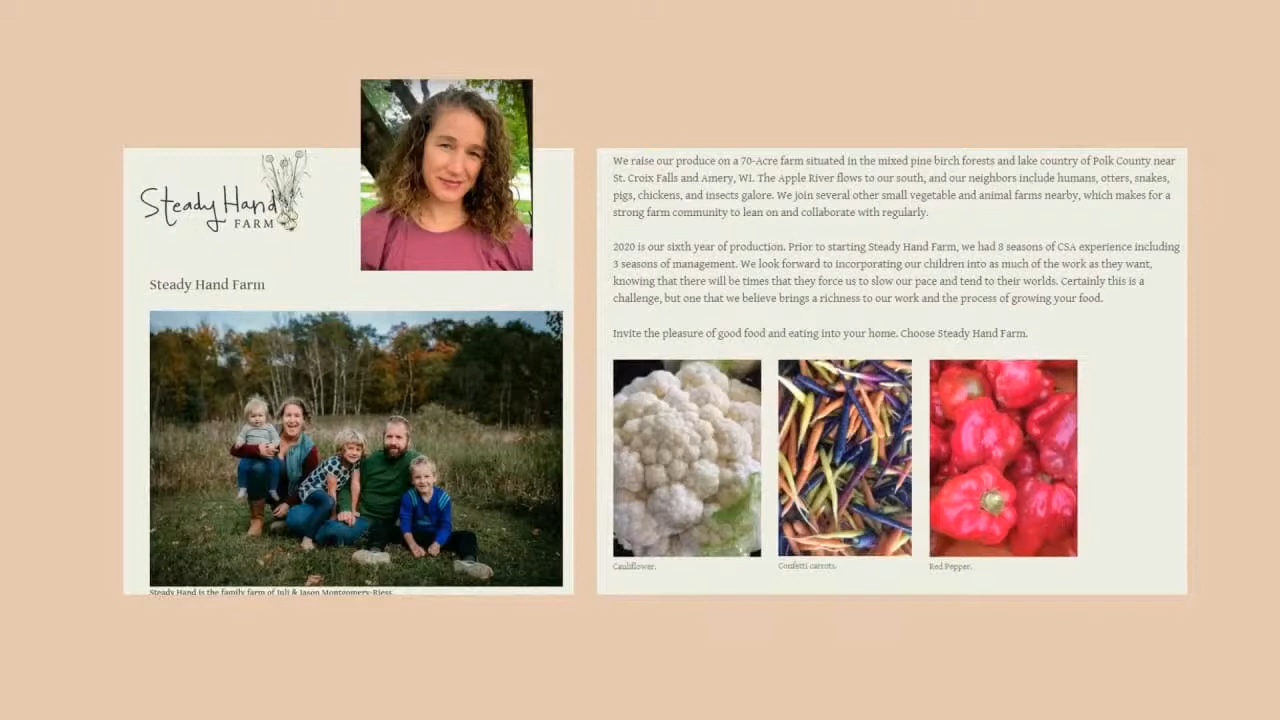 Steady Hand
FARM
Steady Hand Farm
Steady Hand is the family farm of Juli & Jason Montgomery-Riess
We raise our produce on a 70-Acre farm situated in the mixed pine birch forests and lake country of Polk County near
St. Croix Falls and Amery, WI. The Apple River flows to our south, and our neighbors include humans, otters, snakes,
pigs, chickens, and insects galore. We join several other small vegetable and animal farms nearby, which makes for a
strong farm community to lean on and collaborate with regularly.
2020 is our sixth year of production. Prior to starting Steady Hand Farm, we had 8 seasons of CSA experience including
3 seasons of management. We look forward to incorporating our children into as much of the work as they want,
knowing that there will be times that they force us to slow our pace and tend to their worlds. Certainly this is a
challenge, but one that we believe brings a richness to our work and the process of growing your food.
Invite the pleasure of good food and eating into your home. Choose Steady Hand Farm.
Cauliflower.
Confetti carrots.
Red Pepper.